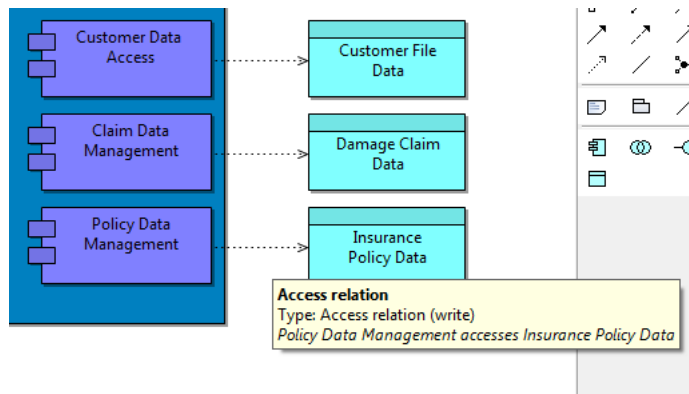 Customer Data
Access
Customer File
Data
Claim Data
Management
Damage Claim
Data
Policy Data
Management
Insurance
Policy Data
Access relation
Type: Access relation (write)
Policy Data Management accesses Insurance Policy Data